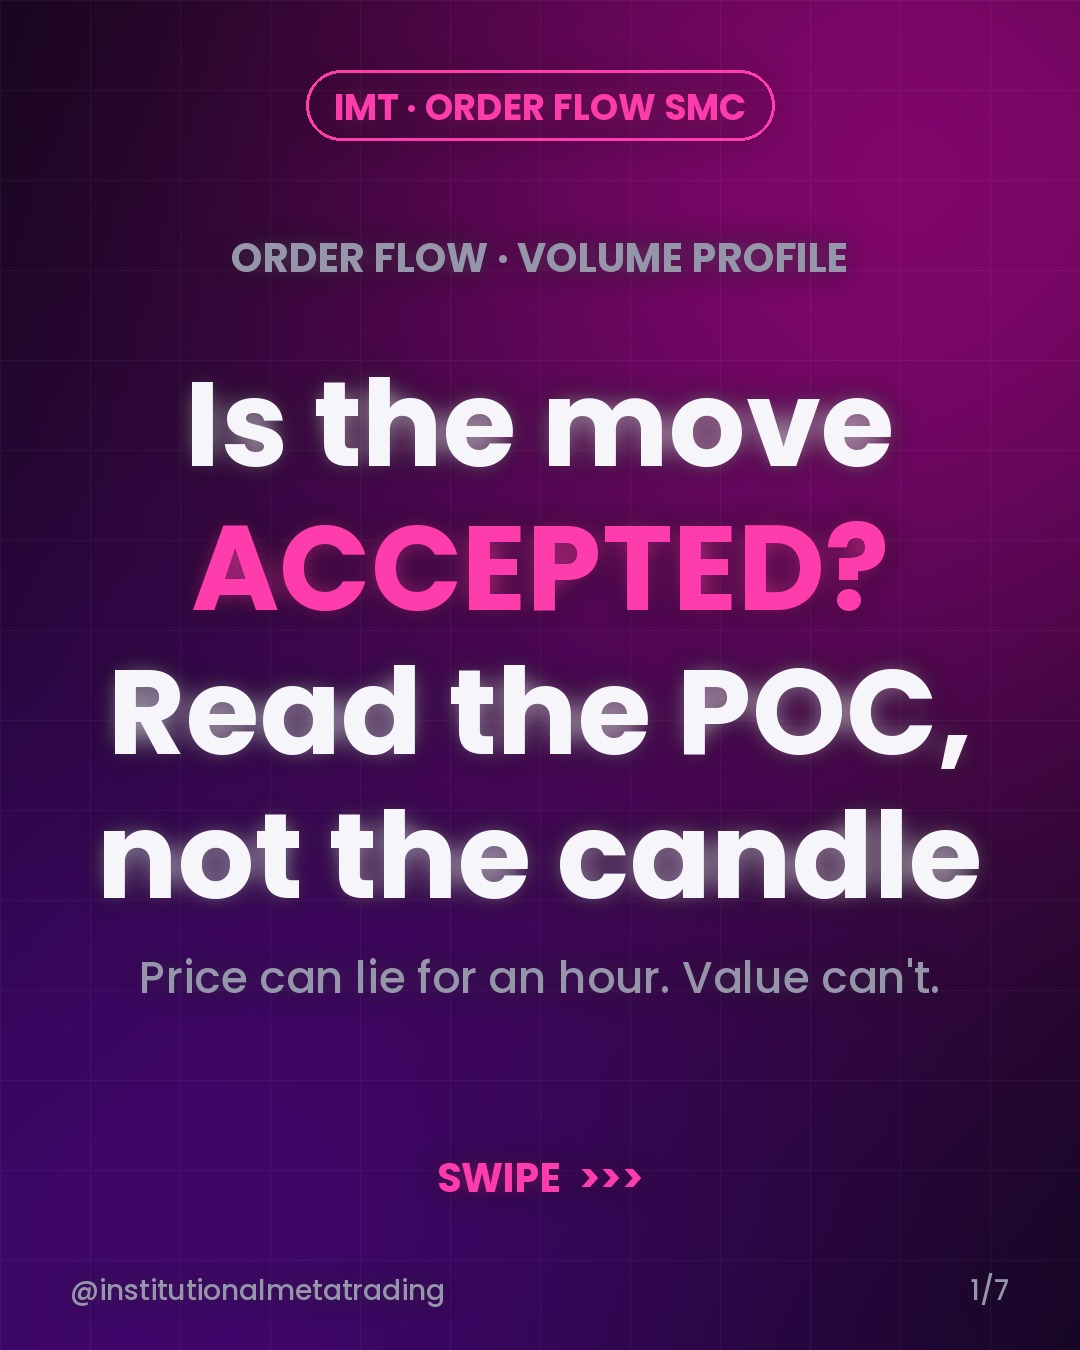 IMT · ORDER FLOW SMC
ORDER FLOW · VOLUME PROFILE
Is the move
ACCEPTED?
Read the POC,
not the candle
Price can lie for an hour. Value can't.
SWIPE >>>
@institutionalmetatrading
1/7